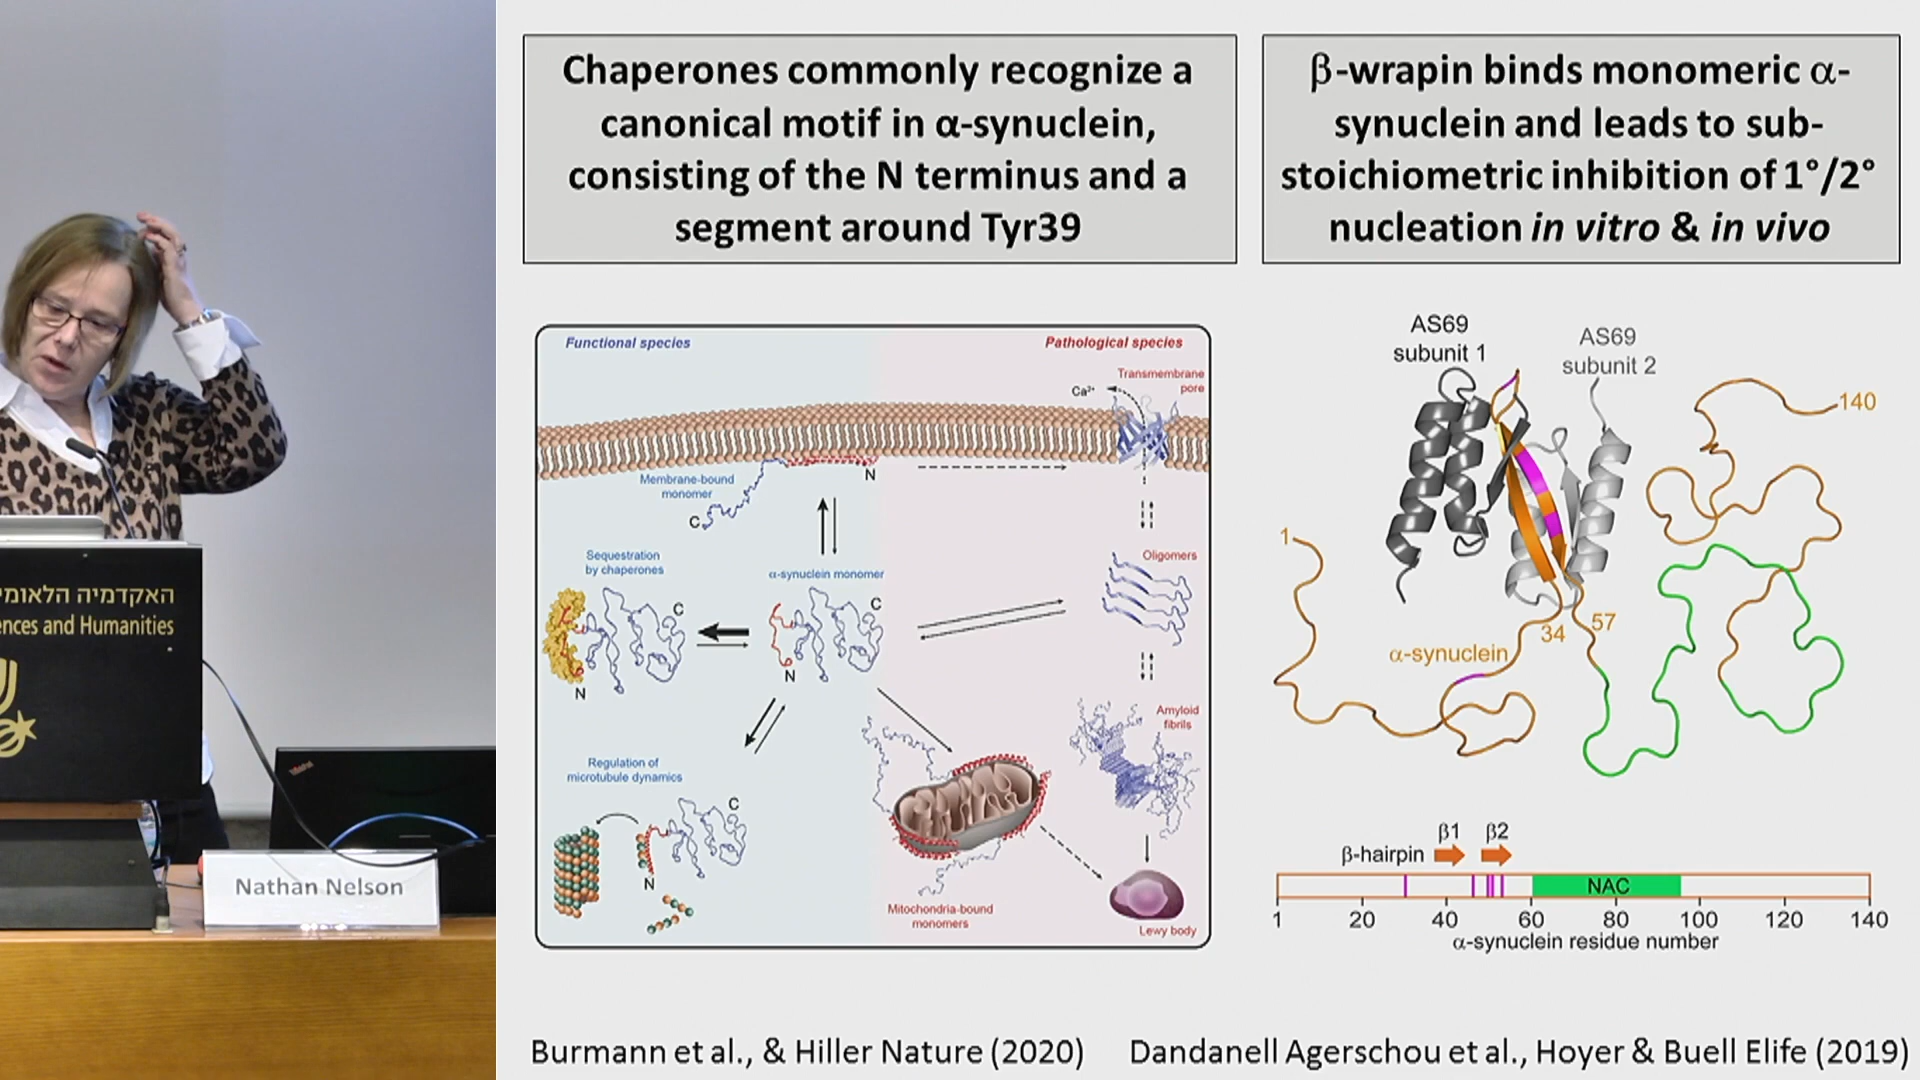 Chaperones commonly recognize a
canonical motif in α-synuclein,
consisting of the N terminus and a
segment around Tyr39
β-wrapin binds monomeric α-
synuclein and leads to sub-
stoichiometric inhibition of 1°/2°
nucleation in vitro & in vivo
Functional species
Pathological species
Transmembrane
pore
Ca²⁺
N
Membrane-bound
monomer
C
Sequestration
by chaperones
C
N
α-synuclein monomer
C
N
Oligomers
Amyloid
fibrils
Regulation of
microtubule dynamics
C
N
Mitochondria-bound
monomers
Lewy body
AS69
subunit 1
AS69
subunit 2
140
1
34
57
α-synuclein
β1
β2
β-hairpin
NAC
1 20 40 60 80 100 120 140
α-synuclein residue number
Burmann et al., & Hiller Nature (2020)
Dandanell Agerschou et al., Hoyer & Buell Elife (2019)
האקדמיה הלאומי
ences and Humanities
Nathan Nelson